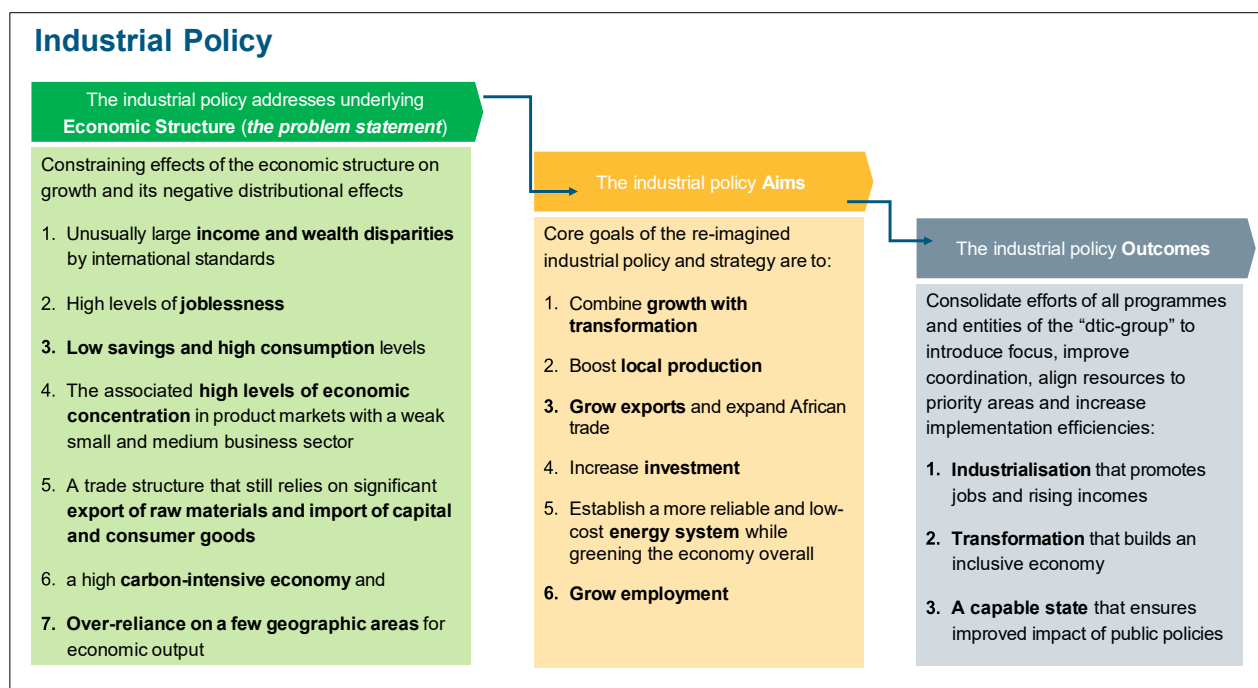 Industrial Policy
The industrial policy addresses underlying
Economic Structure (the problem statement)
Constraining effects of the economic structure on
growth and its negative distributional effects
1. Unusually large income and wealth disparities
by international standards
2. High levels of joblessness
3. Low savings and high consumption levels
4. The associated high levels of economic
concentration in product markets with a weak
small and medium business sector
5. A trade structure that still relies on significant
export of raw materials and import of capital
and consumer goods
6. a high carbon-intensive economy and
7. Over-reliance on a few geographic areas for
economic output
The industrial policy Aims
Core goals of the re-imagined
industrial policy and strategy are to:
1. Combine growth with
transformation
2. Boost local production
3. Grow exports and expand African
trade
4. Increase investment
5. Establish a more reliable and low-
cost energy system while
greening the economy overall
6. Grow employment
The industrial policy Outcomes
Consolidate efforts of all programmes
and entities of the “dtic-group” to
introduce focus, improve
coordination, align resources to
priority areas and increase
implementation efficiencies:
1. Industrialisation that promotes
jobs and rising incomes
2. Transformation that builds an
inclusive economy
3. A capable state that ensures
improved impact of public policies